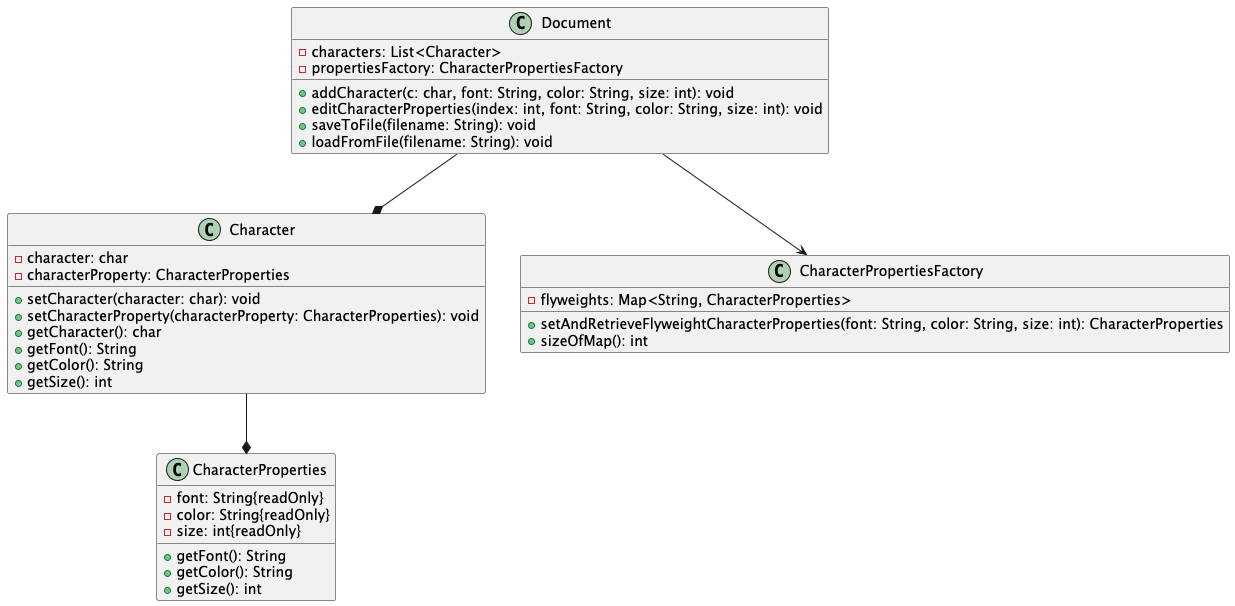 C Document
characters: List<Character>
propertiesFactory: CharacterPropertiesFactory
addCharacter(c: char, font: String, color: String, size: int): void
editCharacterProperties(index: int, font: String, color: String, size: int): void
saveToFile(filename: String): void
loadFromFile(filename: String): void
C Character
character: char
characterProperty: CharacterProperties
setCharacter(character: char): void
setCharacterProperty(characterProperty: CharacterProperties): void
getCharacter(): char
getFont(): String
getColor(): String
getSize(): int
C CharacterPropertiesFactory
flyweights: Map<String, CharacterProperties>
setAndRetrieveFlyweightCharacterProperties(font: String, color: String, size: int): CharacterProperties
sizeOfMap(): int
C CharacterProperties
font: String{readOnly}
color: String{readOnly}
size: int{readOnly}
getFont(): String
getColor(): String
getSize(): int